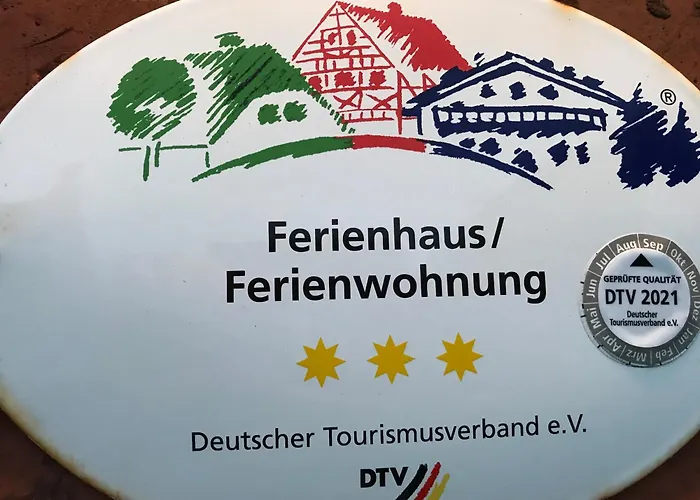 ®
Ferienhaus/
Ferienwohnung
Jul Aug Sep Okt Nov Dez Jan Feb Mrz Apr Mai Jun
GEPRÜFTE QUALITÄT
DTV 2021
Deutscher
Tourismusverband e.V.
Deutscher Tourismusverband e.V.
DTV